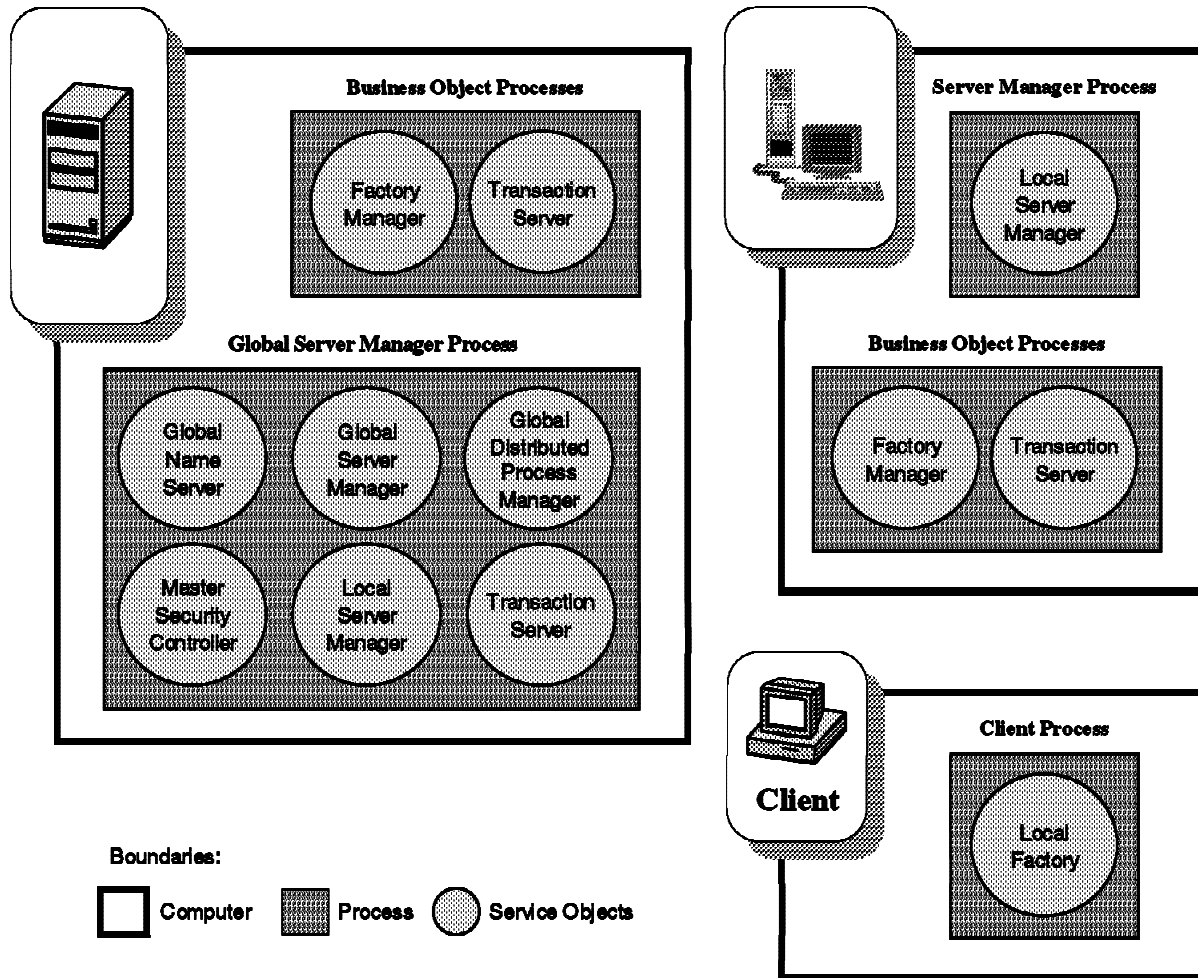 Business Object Processes
Factory
Manager
Transaction
Server
Global Server Manager Process
Global
Name
Server
Global
Server
Manager
Global
Distributed
Process
Manager
Master
Security
Controller
Local
Server
Manager
Transaction
Server
Server Manager Process
Local
Server
Manager
Business Object Processes
Factory
Manager
Transaction
Server
Client
Client Process
Local
Factory
Boundaries:
Computer
Process
Service Objects